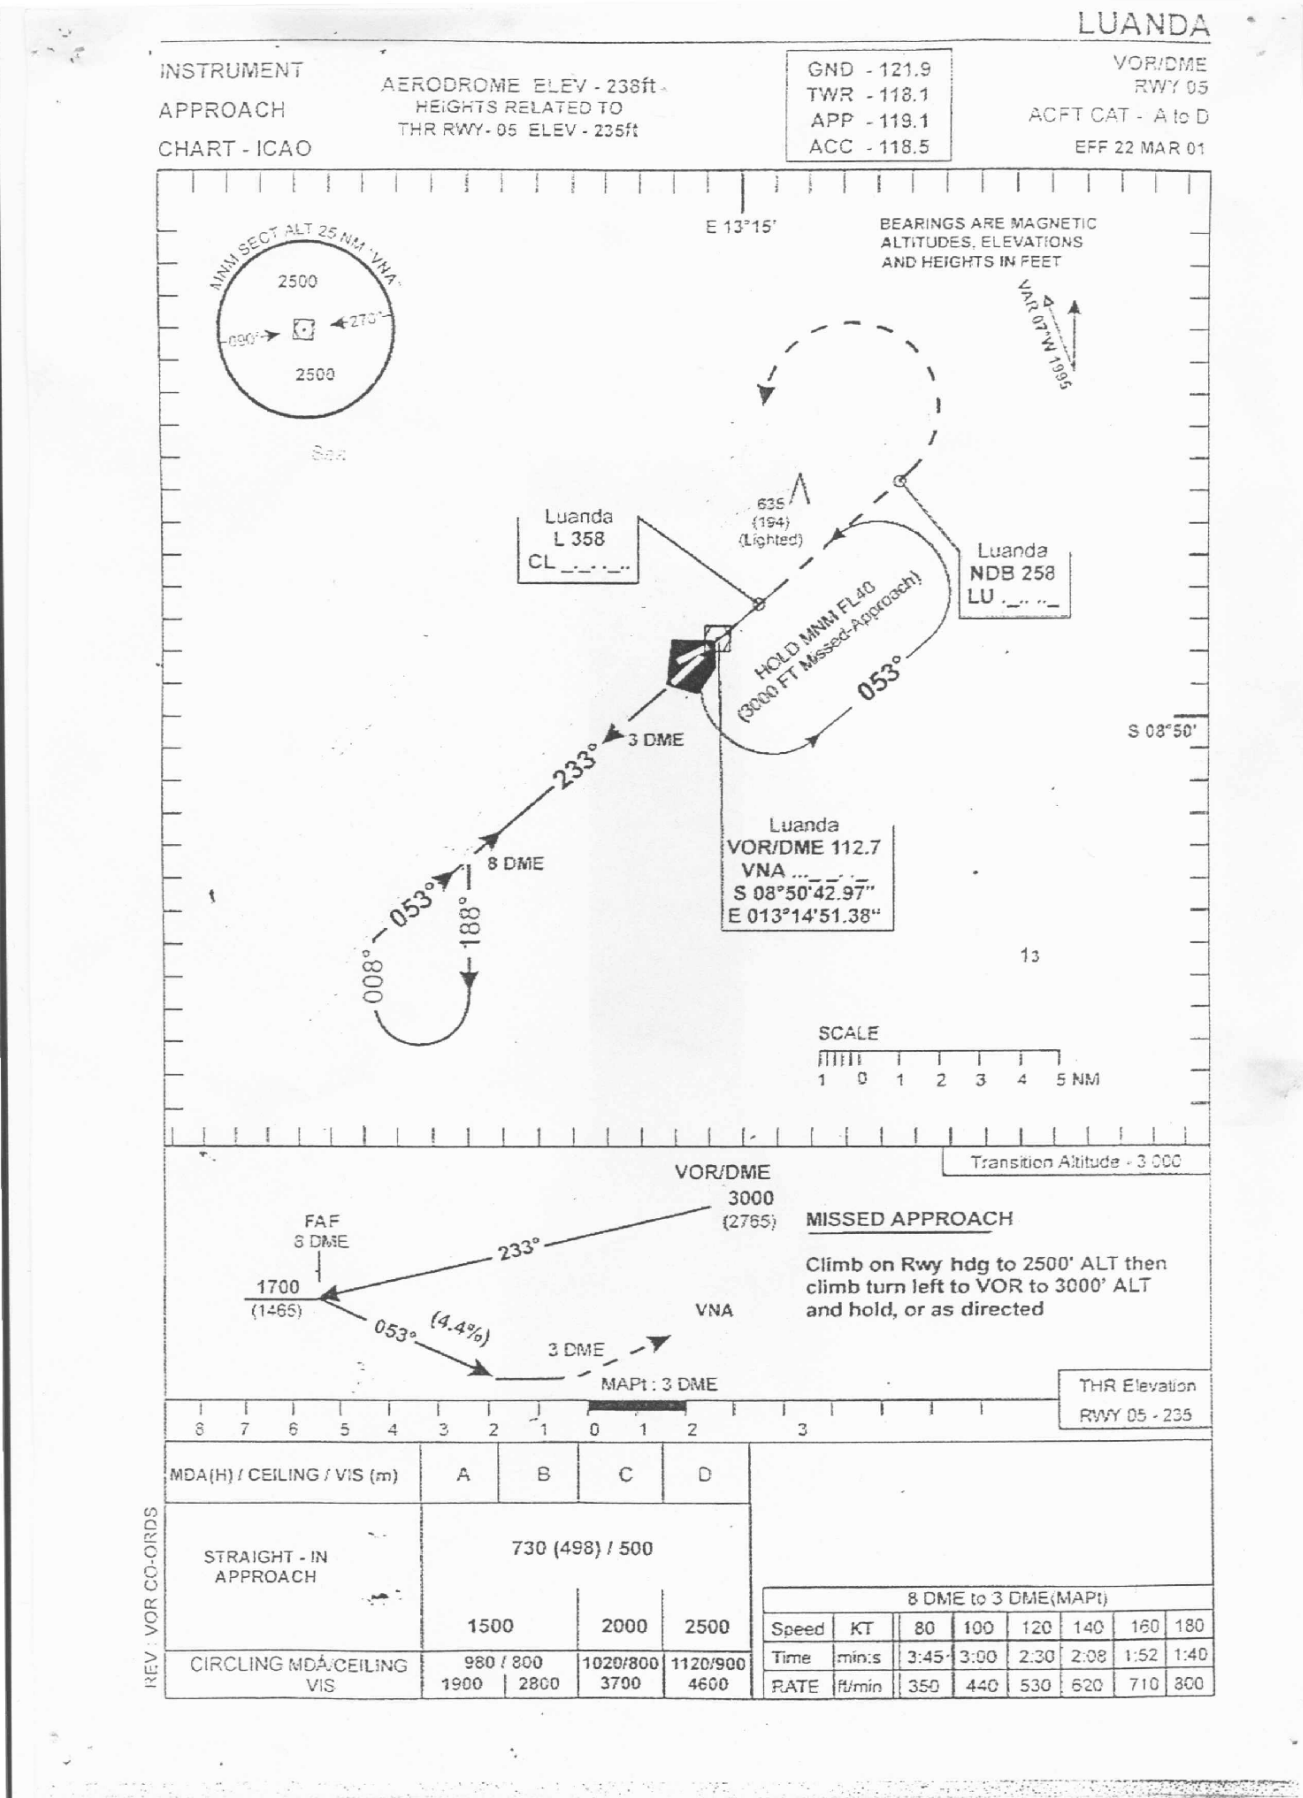 LUANDA
INSTRUMENT
APPROACH
CHART - ICAO
AERODROME ELEV - 238ft
HEIGHTS RELATED TO
THR RWY- 05 ELEV - 235ft
GND - 121.9
TWR - 118.1
APP - 119.1
ACC - 118.5
VOR/DME
RWY 05
ACFT CAT - A to D
EFF 22 MAR 01
E 13°15'
BEARINGS ARE MAGNETIC
ALTITUDES, ELEVATIONS
AND HEIGHTS IN FEET
VAR 07°W 1995
MNM SECT ALT 25 NM "VNA"
2500
090°
270°
2500
Sea
635
(194)
(Lighted)
Luanda
L 358
CL _._. ._..
Luanda
NDB 258
LU ._.. .._
HOLD MNM FL40
(3000 FT Missed-Approach)
053°
S 08°50'
3 DME
233°
8 DME
053°
188°
008°
Luanda
VOR/DME 112.7
VNA ..._ _. ._
S 08°50'42.97"
E 013°14'51.38"
13
SCALE
1 0 1 2 3 4 5 NM
Transition Altitude - 3 000
VOR/DME
3000
(2765)
FAF
8 DME
233°
1700
(1465)
053°
(4.4%)
3 DME
VNA
MAPt : 3 DME
MISSED APPROACH
Climb on Rwy hdg to 2500' ALT then
climb turn left to VOR to 3000' ALT
and hold, or as directed
THR Elevation
RWY 05 - 235
8 7 6 5 4 3 2 1 0 1 2 3
MDA(H) / CEILING / VIS (m) A B C D
STRAIGHT - IN
APPROACH
730 (498) / 500
1500 2000 2500
CIRCLING MDA/CEILING 980 / 800 1020/800 1120/900
VIS 1900 2800 3700 4600
REV : VOR CO-ORDS
8 DME to 3 DME(MAPt)
Speed KT 80 100 120 140 160 180
Time min:s 3:45 3:00 2:30 2:08 1:52 1:40
RATE ft/min 350 440 530 620 710 800